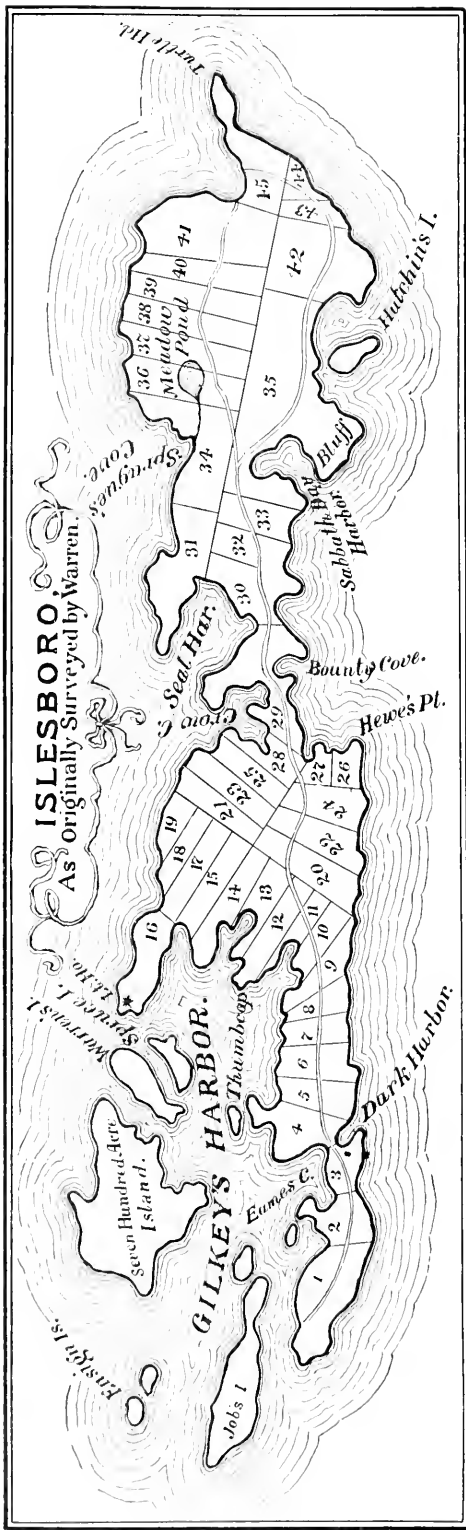 ISLESBORO,
As Originally Surveyed by Warren.
Turtle Hd.
Hutchin's I.
Sprague's
Cove.
Meadow
Pond
Bluff
Sabbath Day
Harbor.
Seal Har.
Crow C.
Bounty Cove.
Hewe's Pt.
Lt. Ho.
Spruce I.
Warren's I.
Seven Hundred Acre
Island.
Thumbcap
GILKEY'S HARBOR.
Dark Harbor.
Eames C.
Ensign Is.
Job's I
1
2
3
4
5
6
7
8
9
10
11
12
13
14
15
16
17
18
19
20
21
22
23
24
25
26
27
28
29
30
31
32
33
34
35
36
37
38
39
40
41
42
43
44
45